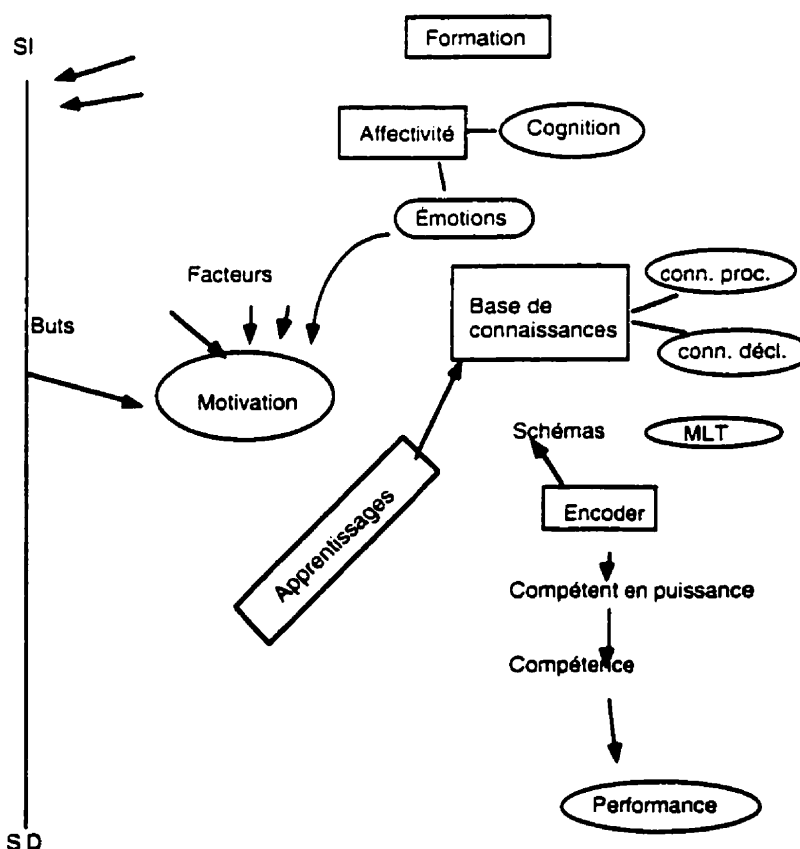 Formation
SI
Affectivité
Cognition
Émotions
Facteurs
conn. proc.
Base de
connaissances
Buts
conn. décl.
Motivation
Schémas
MLT
Apprentissages
Encoder
Compétent en puissance
Compétence
Performance
SD